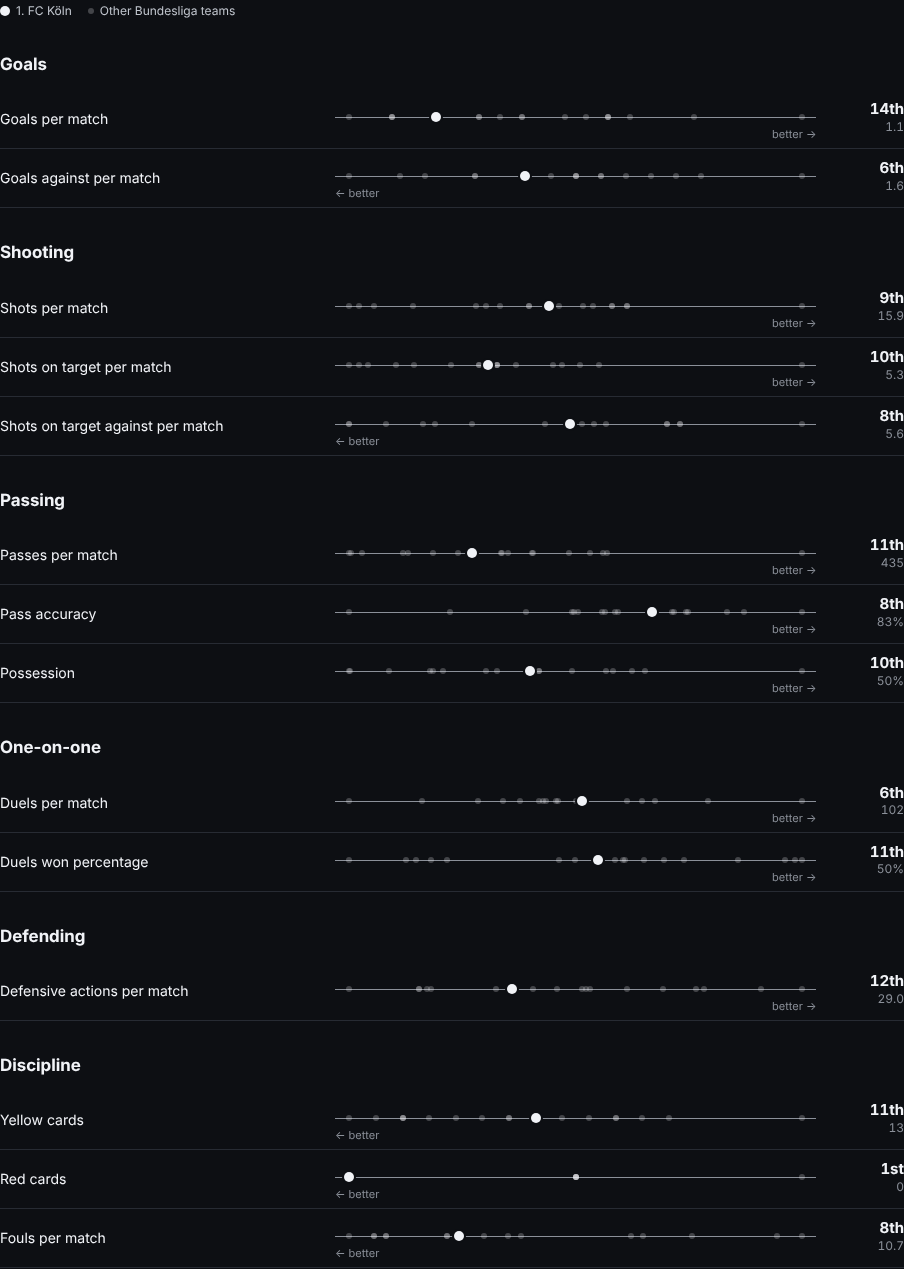 1. FC Köln Other Bundesliga teams
Goals
Goals per match
14th
1.1
better →
Goals against per match
6th
1.6
← better
Shooting
Shots per match
9th
15.9
better →
Shots on target per match
10th
5.3
better →
Shots on target against per match
8th
5.6
← better
Passing
Passes per match
11th
435
better →
Pass accuracy
8th
83%
better →
Possession
10th
50%
better →
One-on-one
Duels per match
6th
102
better →
Duels won percentage
11th
50%
better →
Defending
Defensive actions per match
12th
29.0
better →
Discipline
Yellow cards
11th
13
← better
Red cards
1st
0
← better
Fouls per match
8th
10.7
← better